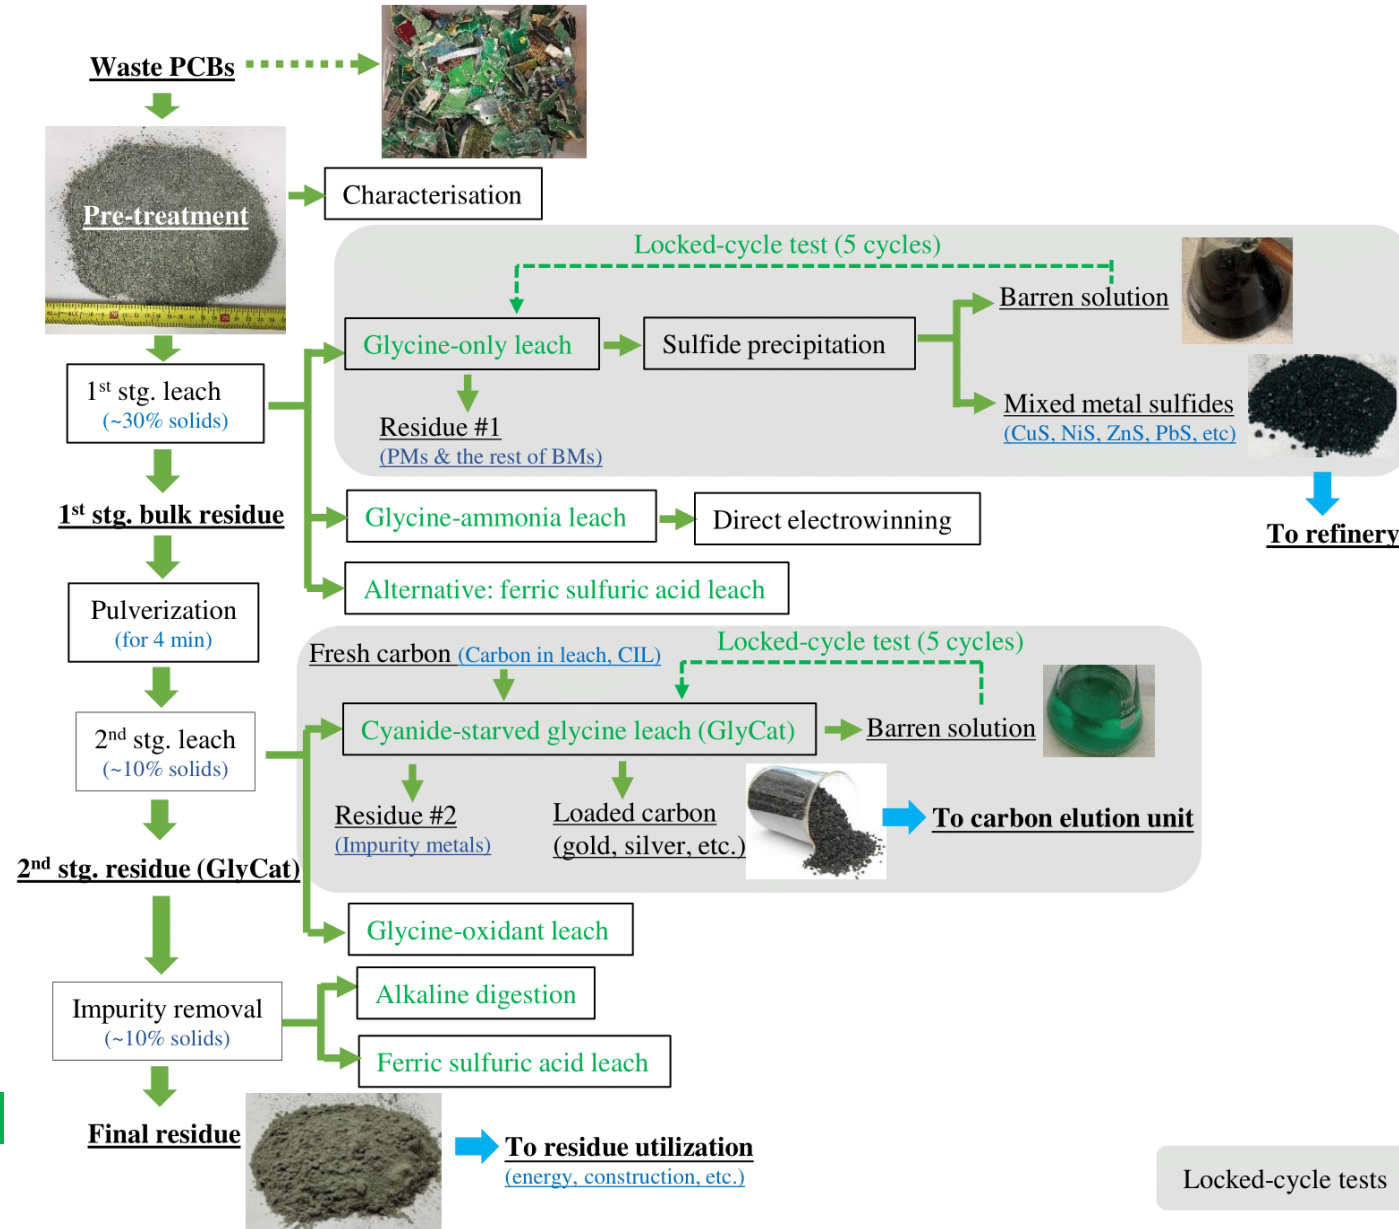 Waste PCBs
Pre-treatment
Characterisation
Locked-cycle test (5 cycles)
Barren solution
Glycine-only leach
Sulfide precipitation
1st stg. leach
(~30% solids)
Mixed metal sulfides
(CuS, NiS, ZnS, PbS, etc)
Residue #1
(PMs & the rest of BMs)
1st stg. bulk residue
Glycine-ammonia leach
Direct electrowinning
To refinery
Alternative: ferric sulfuric acid leach
Pulverization
(for 4 min)
Fresh carbon (Carbon in leach, CIL)
Locked-cycle test (5 cycles)
2nd stg. leach
(~10% solids)
Cyanide-starved glycine leach (GlyCat)
Barren solution
Residue #2
(Impurity metals)
Loaded carbon
(gold, silver, etc.)
To carbon elution unit
2nd stg. residue (GlyCat)
Glycine-oxidant leach
Impurity removal
(~10% solids)
Alkaline digestion
Ferric sulfuric acid leach
Final residue
To residue utilization
(energy, construction, etc.)
Locked-cycle tests